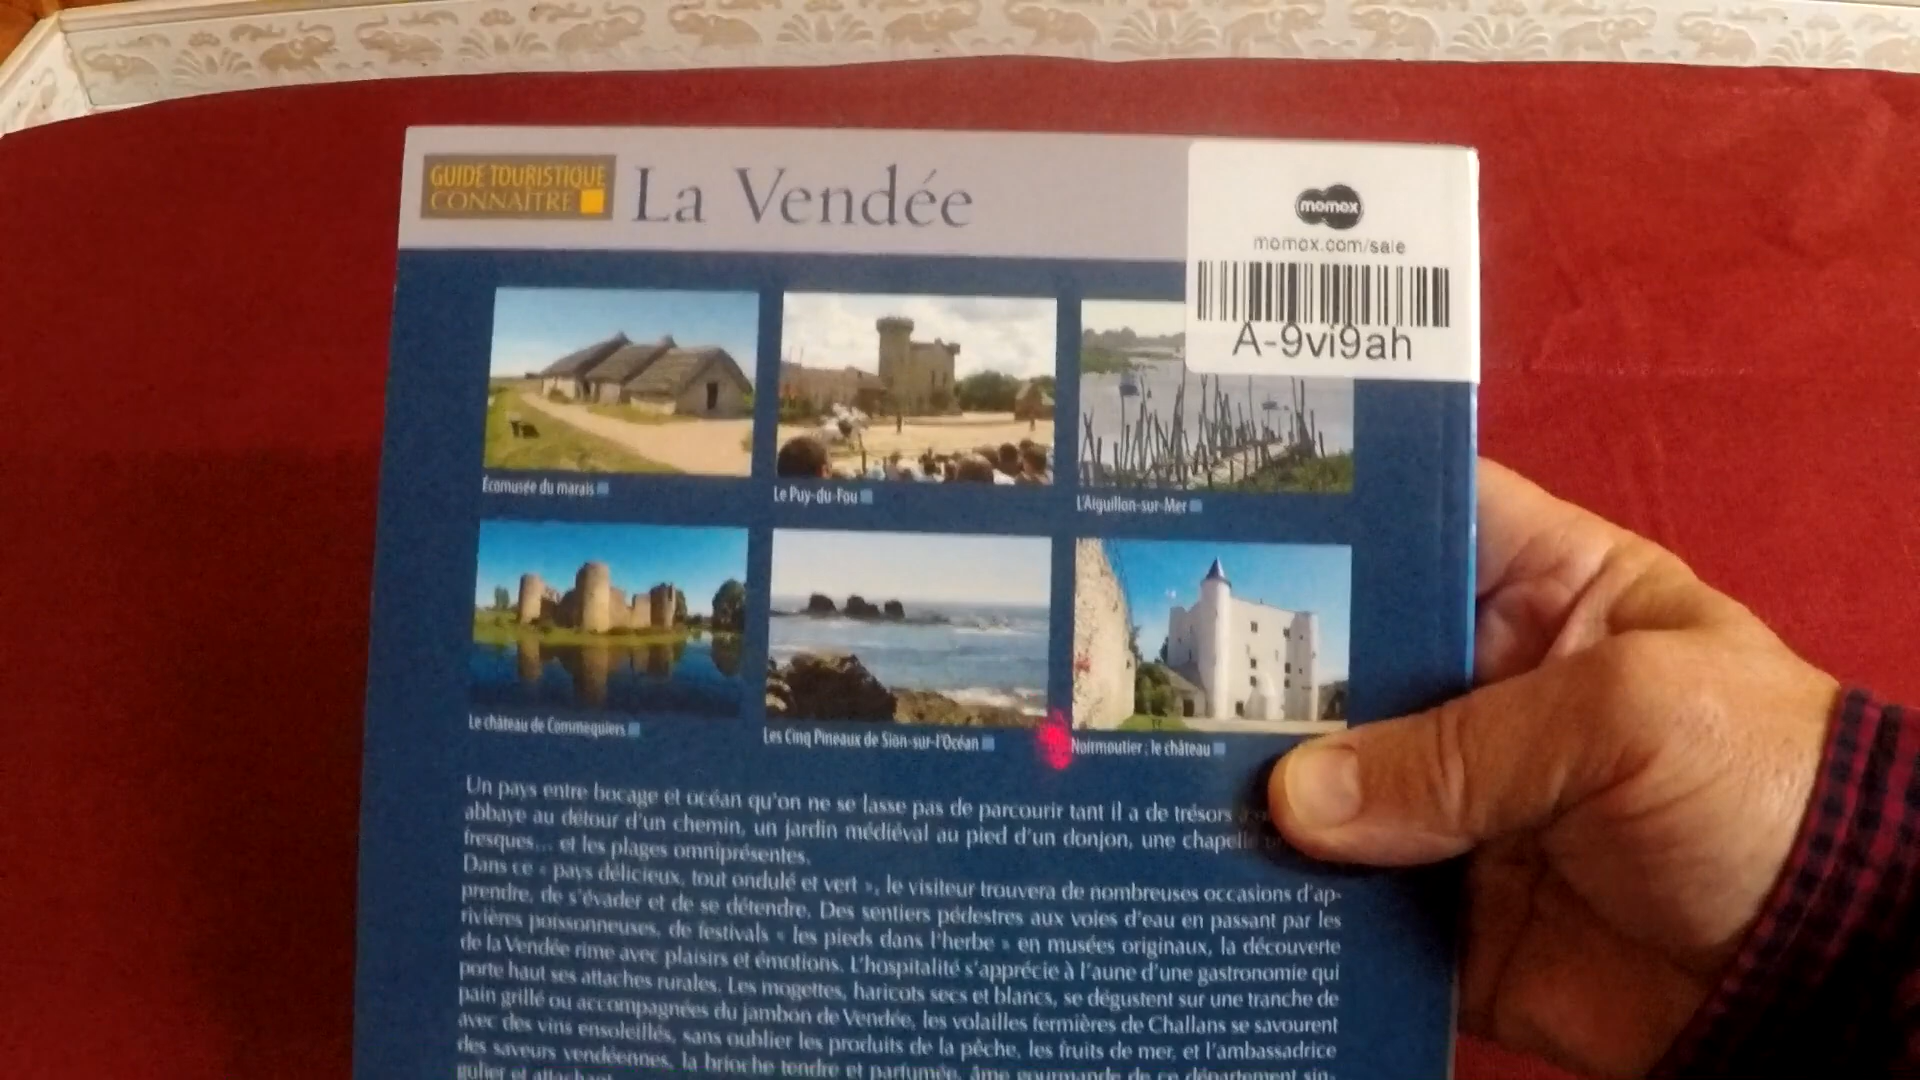 GUIDE TOURISTIQUE
CONNAÎTRE
La Vendée
momox
momox.com/sale
A-9vi9ah
Écomusée du marais
Le Puy-du-Fou
L'Aiguillon-sur-Mer
Le château de Commequiers
Les Cinq Pineaux de Sion-sur-l'Océan
Noirmoutier : le château
Un pays entre bocage et océan qu'on ne se lasse pas de parcourir tant il a de trésors
abbaye au détour d'un chemin, un jardin médiéval au pied d'un donjon, une chapelle
fresques... et les plages omniprésentes.
Dans ce « pays délicieux, tout ondulé et vert », le visiteur trouvera de nombreuses occasions d'ap-
prendre, de s'évader et de se détendre. Des sentiers pédestres aux voies d'eau en passant par les
rivières poissonneuses, de festivals « les pieds dans l'herbe » en musées originaux, la découverte
de la Vendée rime avec plaisirs et émotions. L'hospitalité s'apprécie à l'aune d'une gastronomie qui
porte haut ses attaches rurales. Les mogettes, haricots secs et blancs, se dégustent sur une tranche de
pain grillé ou accompagnées du jambon de Vendée, les volailles fermières de Challans se savourent
avec des vins ensoleillés, sans oublier les produits de la pêche, les fruits de mer, et l'ambassadrice
des saveurs vendéennes, la brioche tendre et parfumée, âme gourmande de ce département sin-
gulier et attachant